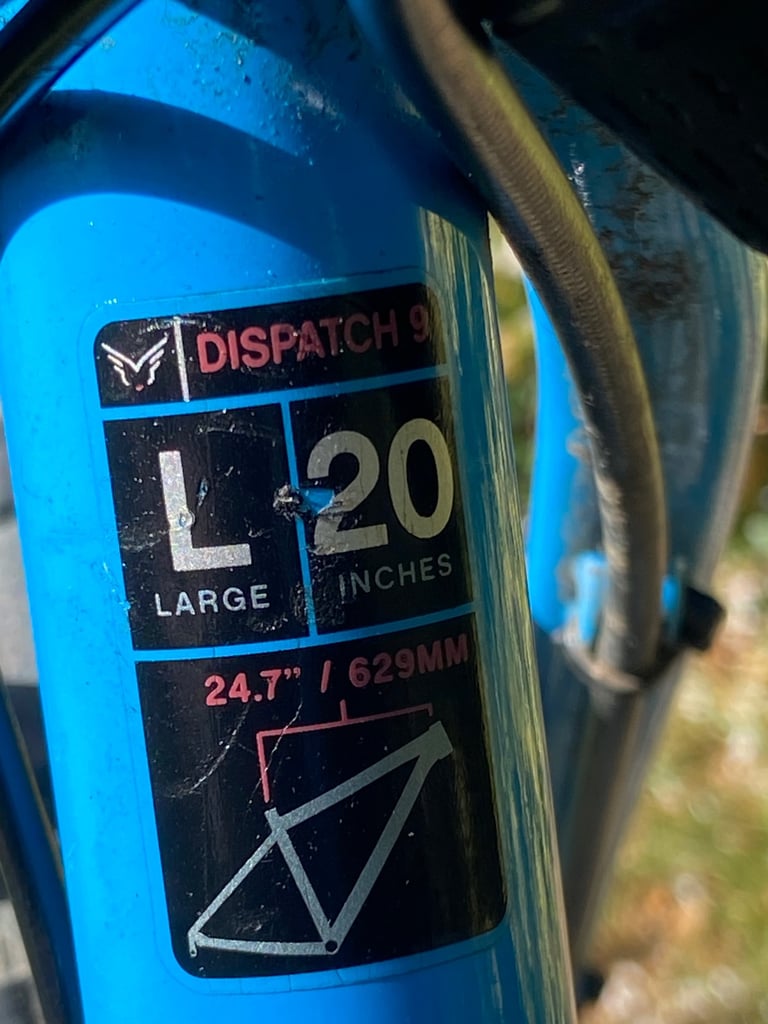 DISPATCH 9
L 20
LARGE INCHES
24.7” / 629MM